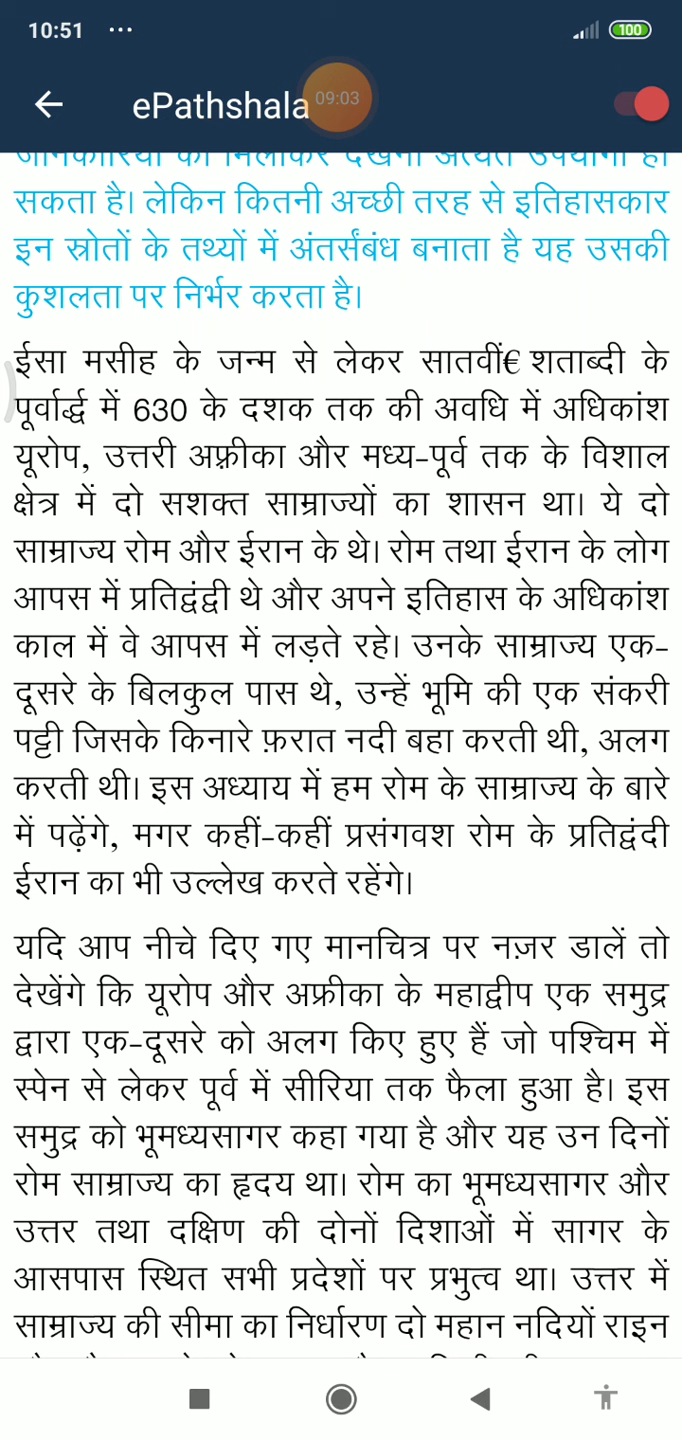 10:51 ... 100
ePathshala 09:03
जानकारियों को मिलाकर देखना अत्यंत उपयोगी हो
सकता है। लेकिन कितनी अच्छी तरह से इतिहासकार
इन स्रोतों के तथ्यों में अंतर्संबंध बनाता है यह उसकी
कुशलता पर निर्भर करता है।
ईसा मसीह के जन्म से लेकर सातवीं€ शताब्दी के
पूर्वार्द्ध में 630 के दशक तक की अवधि में अधिकांश
यूरोप, उत्तरी अफ़्रीका और मध्य-पूर्व तक के विशाल
क्षेत्र में दो सशक्त साम्राज्यों का शासन था। ये दो
साम्राज्य रोम और ईरान के थे। रोम तथा ईरान के लोग
आपस में प्रतिद्वंद्वी थे और अपने इतिहास के अधिकांश
काल में वे आपस में लड़ते रहे। उनके साम्राज्य एक-
दूसरे के बिलकुल पास थे, उन्हें भूमि की एक संकरी
पट्टी जिसके किनारे फ़रात नदी बहा करती थी, अलग
करती थी। इस अध्याय में हम रोम के साम्राज्य के बारे
में पढ़ेंगे, मगर कहीं-कहीं प्रसंगवश रोम के प्रतिद्वंदी
ईरान का भी उल्लेख करते रहेंगे।
यदि आप नीचे दिए गए मानचित्र पर नज़र डालें तो
देखेंगे कि यूरोप और अफ्रीका के महाद्वीप एक समुद्र
द्वारा एक-दूसरे को अलग किए हुए हैं जो पश्चिम में
स्पेन से लेकर पूर्व में सीरिया तक फैला हुआ है। इस
समुद्र को भूमध्यसागर कहा गया है और यह उन दिनों
रोम साम्राज्य का हृदय था। रोम का भूमध्यसागर और
उत्तर तथा दक्षिण की दोनों दिशाओं में सागर के
आसपास स्थित सभी प्रदेशों पर प्रभुत्व था। उत्तर में
साम्राज्य की सीमा का निर्धारण दो महान नदियों राइन